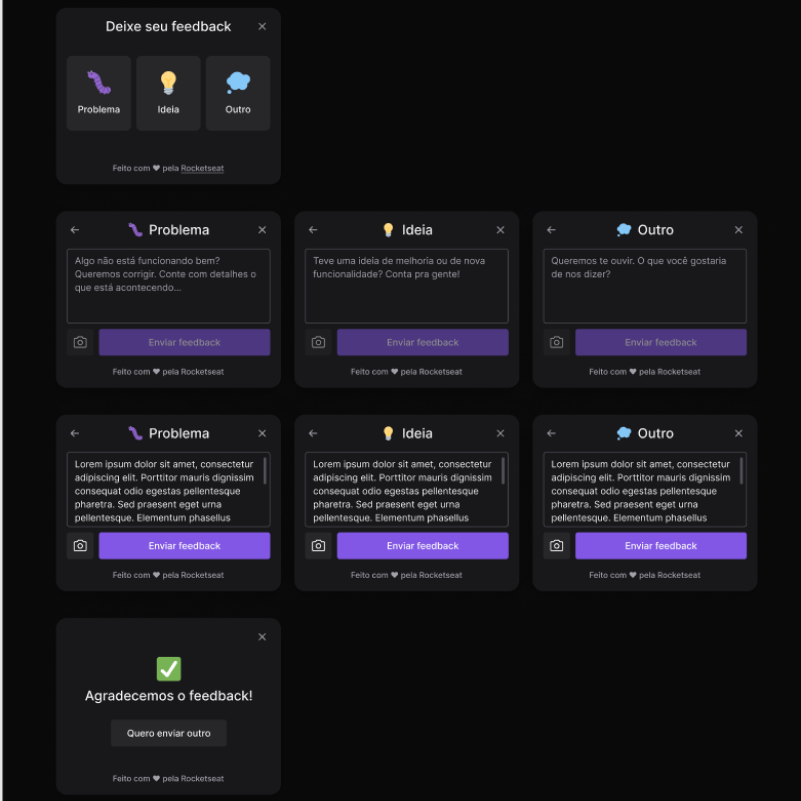 Deixe seu feedback
Problema
Ideia
Outro
Feito com ♥ pela Rocketseat
Problema
Algo não está funcionando bem?
Queremos corrigir. Conte com detalhes o
que está acontecendo...
Enviar feedback
Feito com ♥ pela Rocketseat
Ideia
Teve uma ideia de melhoria ou de nova
funcionalidade? Conta pra gente!
Enviar feedback
Feito com ♥ pela Rocketseat
Outro
Queremos te ouvir. O que você gostaria
de nos dizer?
Enviar feedback
Feito com ♥ pela Rocketseat
Problema
Lorem ipsum dolor sit amet, consectetur
adipiscing elit. Porttitor mauris dignissim
consequat odio egestas pellentesque
pharetra. Sed praesent eget urna
pellentesque. Elementum phasellus
Enviar feedback
Feito com ♥ pela Rocketseat
Ideia
Lorem ipsum dolor sit amet, consectetur
adipiscing elit. Porttitor mauris dignissim
consequat odio egestas pellentesque
pharetra. Sed praesent eget urna
pellentesque. Elementum phasellus
Enviar feedback
Feito com ♥ pela Rocketseat
Outro
Lorem ipsum dolor sit amet, consectetur
adipiscing elit. Porttitor mauris dignissim
consequat odio egestas pellentesque
pharetra. Sed praesent eget urna
pellentesque. Elementum phasellus
Enviar feedback
Feito com ♥ pela Rocketseat
Agradecemos o feedback!
Quero enviar outro
Feito com ♥ pela Rocketseat